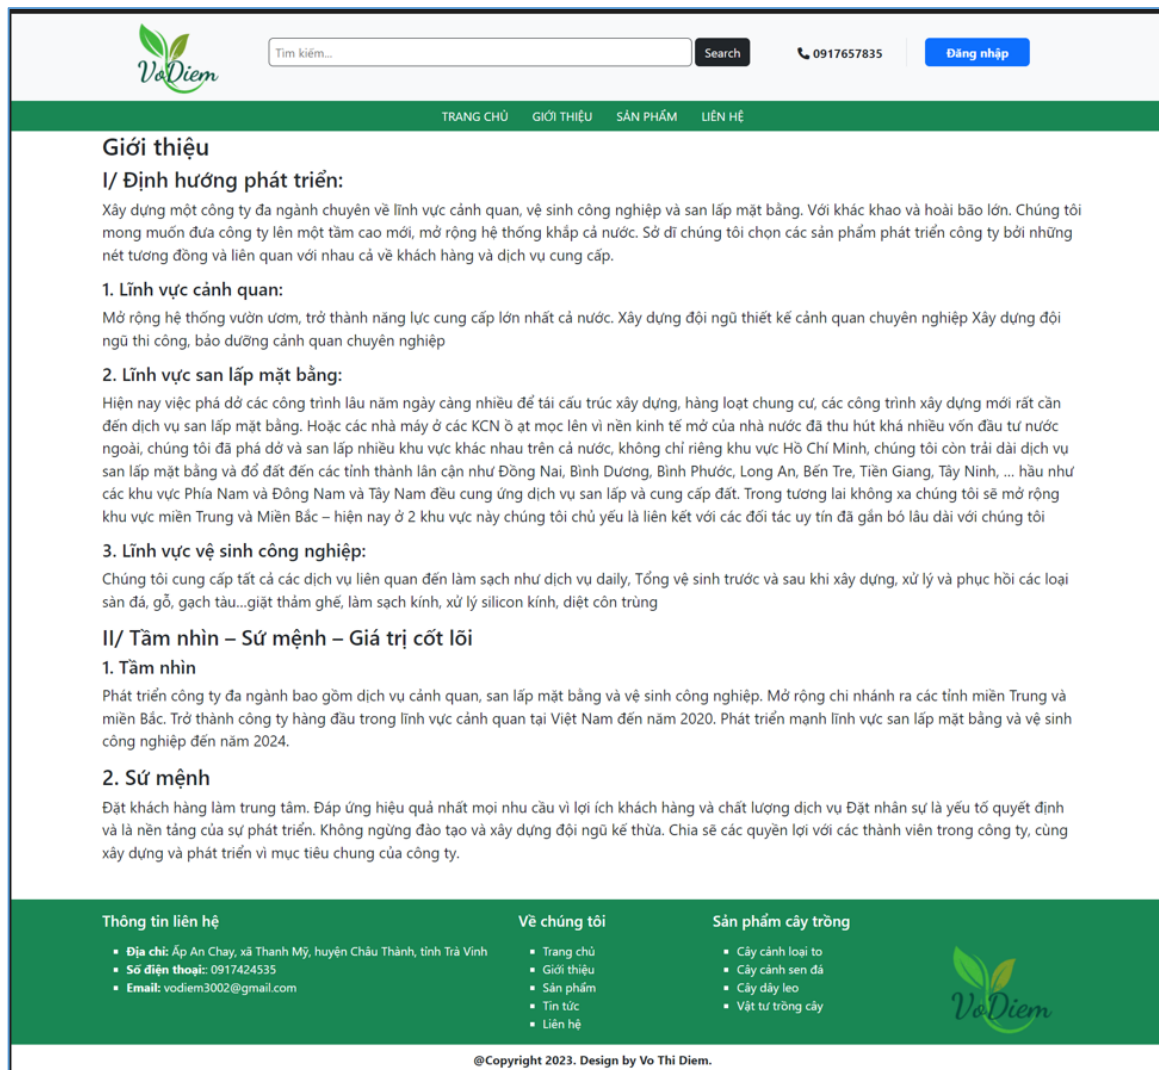 VoDiem
Tìm kiếm...
Search
0917657835
Đăng nhập
TRANG CHỦ GIỚI THIỆU SẢN PHẨM LIÊN HỆ
Giới thiệu
I/ Định hướng phát triển:
Xây dựng một công ty đa ngành chuyên về lĩnh vực cảnh quan, vệ sinh công nghiệp và san lấp mặt bằng. Với khác khao và hoài bão lớn. Chúng tôi
mong muốn đưa công ty lên một tầm cao mới, mở rộng hệ thống khắp cả nước. Sở dĩ chúng tôi chọn các sản phẩm phát triển công ty bởi những
nét tương đồng và liên quan với nhau cả về khách hàng và dịch vụ cung cấp.
1. Lĩnh vực cảnh quan:
Mở rộng hệ thống vườn ươm, trở thành năng lực cung cấp lớn nhất cả nước. Xây dựng đội ngũ thiết kế cảnh quan chuyên nghiệp Xây dựng đội
ngũ thi công, bảo dưỡng cảnh quan chuyên nghiệp
2. Lĩnh vực san lấp mặt bằng:
Hiện nay việc phá dở các công trình lâu năm ngày càng nhiều để tái cấu trúc xây dựng, hàng loạt chung cư, các công trình xây dựng mới rất cần
đến dịch vụ san lấp mặt bằng. Hoặc các nhà máy ở các KCN ồ ạt mọc lên vì nền kinh tế mở của nhà nước đã thu hút khá nhiều vốn đầu tư nước
ngoài, chúng tôi đã phá dở và san lấp nhiều khu vực khác nhau trên cả nước, không chỉ riêng khu vực Hồ Chí Minh, chúng tôi còn trải dài dịch vụ
san lấp mặt bằng và đổ đất đến các tỉnh thành lân cận như Đồng Nai, Bình Dương, Bình Phước, Long An, Bến Tre, Tiền Giang, Tây Ninh, ... hầu như
các khu vực Phía Nam và Đông Nam và Tây Nam đều cung ứng dịch vụ san lấp và cung cấp đất. Trong tương lai không xa chúng tôi sẽ mở rộng
khu vực miền Trung và Miền Bắc – hiện nay ở 2 khu vực này chúng tôi chủ yếu là liên kết với các đối tác uy tín đã gắn bó lâu dài với chúng tôi
3. Lĩnh vực vệ sinh công nghiệp:
Chúng tôi cung cấp tất cả các dịch vụ liên quan đến làm sạch như dịch vụ daily, Tổng vệ sinh trước và sau khi xây dựng, xử lý và phục hồi các loại
sàn đá, gỗ, gạch tàu...giặt thảm ghế, làm sạch kính, xử lý silicon kính, diệt côn trùng
II/ Tầm nhìn – Sứ mệnh – Giá trị cốt lõi
1. Tầm nhìn
Phát triển công ty đa ngành bao gồm dịch vụ cảnh quan, san lấp mặt bằng và vệ sinh công nghiệp. Mở rộng chi nhánh ra các tỉnh miền Trung và
miền Bắc. Trở thành công ty hàng đầu trong lĩnh vực cảnh quan tại Việt Nam đến năm 2020. Phát triển mạnh lĩnh vực san lấp mặt bằng và vệ sinh
công nghiệp đến năm 2024.
2. Sứ mệnh
Đặt khách hàng làm trung tâm. Đáp ứng hiệu quả nhất mọi nhu cầu vì lợi ích khách hàng và chất lượng dịch vụ Đặt nhân sự là yếu tố quyết định
và là nền tảng của sự phát triển. Không ngừng đào tạo và xây dựng đội ngũ kế thừa. Chia sẽ các quyền lợi với các thành viên trong công ty, cùng
xây dựng và phát triển vì mục tiêu chung của công ty.
Thông tin liên hệ
Địa chỉ: Ấp An Chay, xã Thanh Mỹ, huyện Châu Thành, tỉnh Trà Vinh
Số điện thoại:: 0917424535
Email: vodiem3002@gmail.com
Về chúng tôi
Trang chủ
Giới thiệu
Sản phẩm
Tin tức
Liên hệ
Sản phẩm cây trồng
Cây cảnh loại to
Cây cảnh sen đá
Cây dây leo
Vật tư trồng cây
VoDiem
@Copyright 2023. Design by Vo Thi Diem.